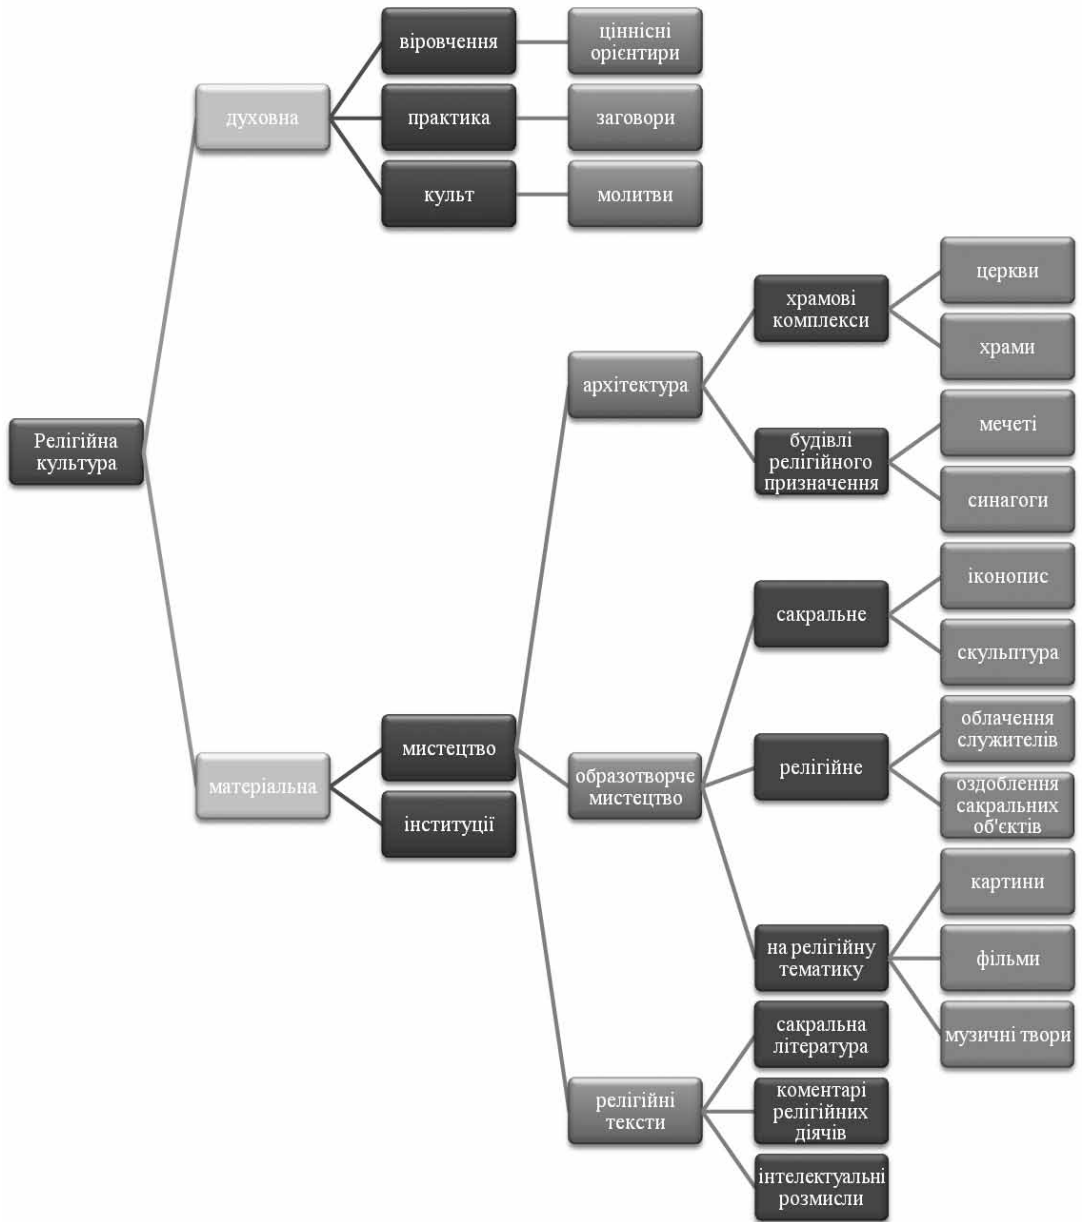 віровчення
ціннісні
орієнтири
духовна
практика
заговори
культ
молитви
Релігійна
культура
матеріальна
мистецтво
інституції
архітектура
храмові
комплекси
церкви
храми
будівлі
релігійного
призначення
мечеті
синагоги
образотворче
мистецтво
сакральне
іконопис
скульптура
релігійне
облачення
служителів
оздоблення
сакральних
об'єктів
на релігійну
тематику
картини
фільми
музичні твори
релігійні
тексти
сакральна
література
коментарі
релігійних
діячів
інтелектуальні
розмисли